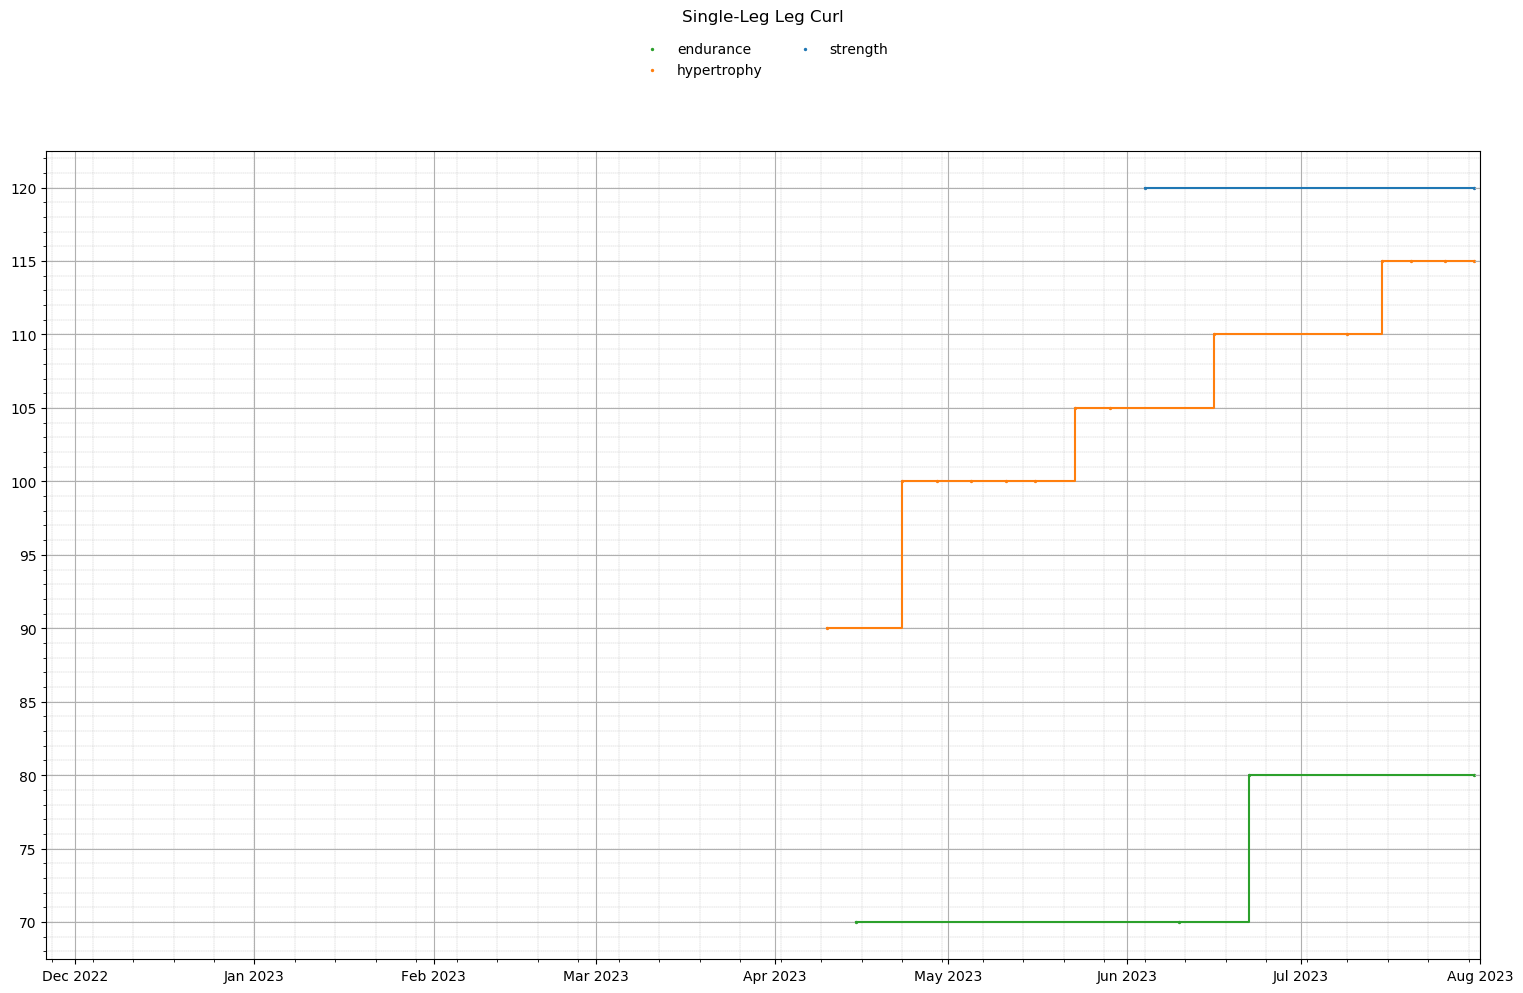 Single-Leg Leg Curl
endurance strength
hypertrophy
120
115
110
105
100
95
90
85
80
75
70
Dec 2022 Jan 2023 Feb 2023 Mar 2023 Apr 2023 May 2023 Jun 2023 Jul 2023 Aug 2023